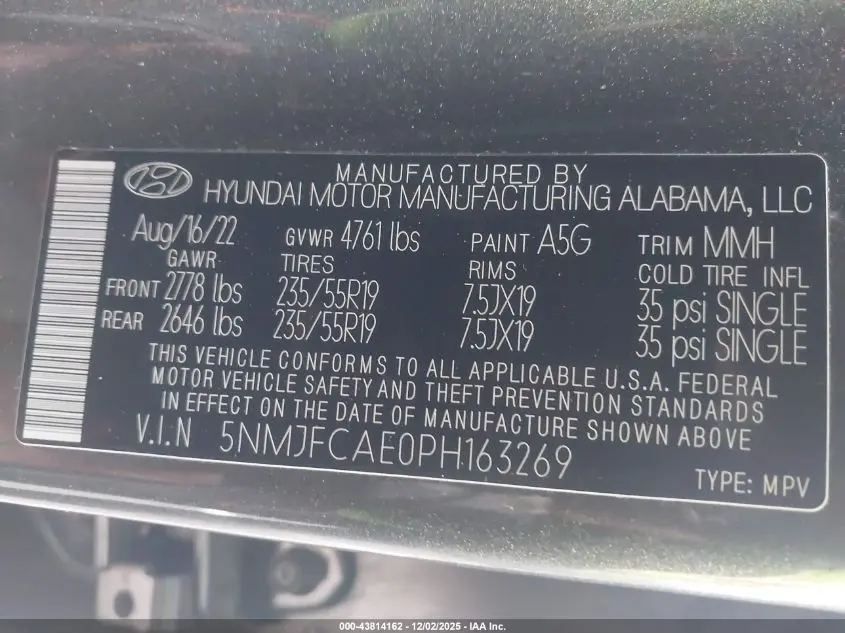 MANUFACTURED BY
HYUNDAI MOTOR MANUFACTURING ALABAMA, LLC
Aug/16/22 GVWR 4761 lbs PAINT A5G TRIM MMH
GAWR TIRES RIMS COLD TIRE INFL
FRONT 2778 lbs 235/55R19 7.5JX19 35 psi SINGLE
REAR 2646 lbs 235/55R19 7.5JX19 35 psi SINGLE
THIS VEHICLE CONFORMS TO ALL APPLICABLE U.S.A. FEDERAL
MOTOR VEHICLE SAFETY AND THEFT PREVENTION STANDARDS
IN EFFECT ON THE DATE OF MANUFACTURE SHOWN ABOVE
V.I.N 5NMJFCAE0PH163269
TYPE: MPV
000-43814162 - 12/02/2025 - IAA Inc.